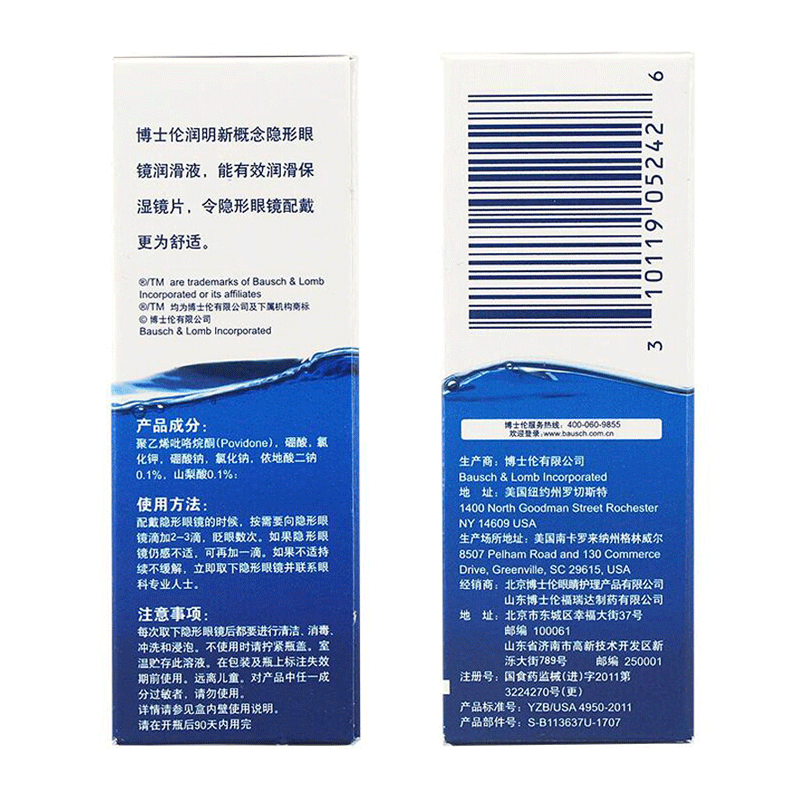 博士伦润明新概念隐形眼
镜润滑液，能有效润滑保
湿镜片，令隐形眼镜配戴
更为舒适。
®/TM are trademarks of Bausch & Lomb
Incorporated or its affiliates
®/TM 均为博士伦有限公司及下属机构商标
© 博士伦有限公司
Bausch & Lomb Incorporated
产品成分：
聚乙烯吡咯烷酮(Povidone)，硼酸，氯
化钾，硼酸钠，氯化钠，依地酸二钠
0.1%，山梨酸0.1%；
使用方法：
配戴隐形眼镜的时候，按需要向隐形眼
镜滴加2-3滴，眨眼数次。如果隐形眼
镜仍感不适，可再加一滴。如果不适持
续不缓解，立即取下隐形眼镜并联系眼
科专业人士。
注意事项：
每次取下隐形眼镜后都要进行清洁、消毒、
冲洗和浸泡。不使用时请拧紧瓶盖。室
温贮存此溶液。在包装及瓶上标注失效
期前使用。远离儿童。对产品中任一成
分过敏者，请勿使用。
详情请参见盒内壁使用说明。
请在开瓶后90天内用完
3 10119 05242 6
博士伦服务热线：400-060-9855
欢迎登录：www.bausch.com.cn
生产商：博士伦有限公司
Bausch & Lomb Incorporated
地 址：美国纽约州罗切斯特
1400 North Goodman Street Rochester
NY 14609 USA
生产场所地址：美国南卡罗来纳州格林威尔
8507 Pelham Road and 130 Commerce
Drive, Greenville, SC 29615, USA
经销商：北京博士伦眼睛护理产品有限公司
山东博士伦福瑞达制药有限公司
地 址：北京市东城区幸福大街37号
邮编 100061
山东省济南市高新技术开发区新
泺大街789号 邮编 250001
注册号：国食药监械(进)字2011第
3224270号(更)
产品标准号：YZB/USA 4950-2011
产品部件号：S-B113637U-1707